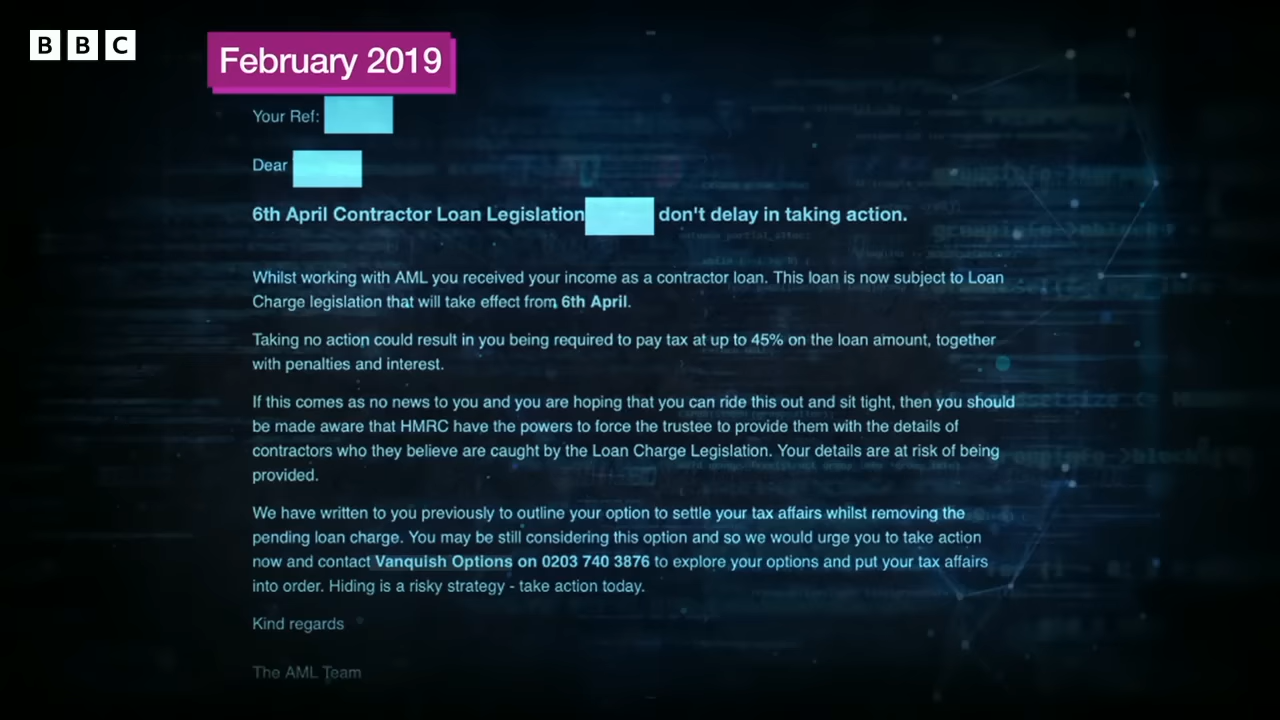 BBC
February 2019
Your Ref:
Dear
6th April Contractor Loan Legislation don't delay in taking action.
Whilst working with AML you received your income as a contractor loan. This loan is now subject to Loan
Charge legislation that will take effect from 6th April.
Taking no action could result in you being required to pay tax at up to 45% on the loan amount, together
with penalties and interest.
If this comes as no news to you and you are hoping that you can ride this out and sit tight, then you should
be made aware that HMRC have the powers to force the trustee to provide them with the details of
contractors who they believe are caught by the Loan Charge Legislation. Your details are at risk of being
provided.
We have written to you previously to outline your option to settle your tax affairs whilst removing the
pending loan charge. You may be still considering this option and so we would urge you to take action
now and contact Vanquish Options on 0203 740 3876 to explore your options and put your tax affairs
into order. Hiding is a risky strategy - take action today.
Kind regards
The AML Team